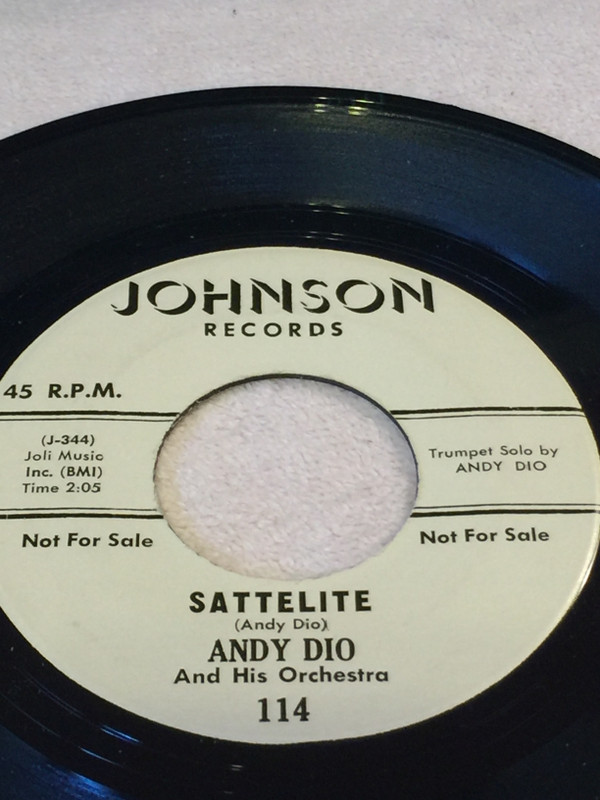 JOHNSON
RECORDS
45 R.P.M.
(J-344)
Joli Music
Inc. (BMI)
Time 2:05
Trumpet Solo by
ANDY DIO
Not For Sale
Not For Sale
SATTELITE
(Andy Dio)
ANDY DIO
And His Orchestra
114